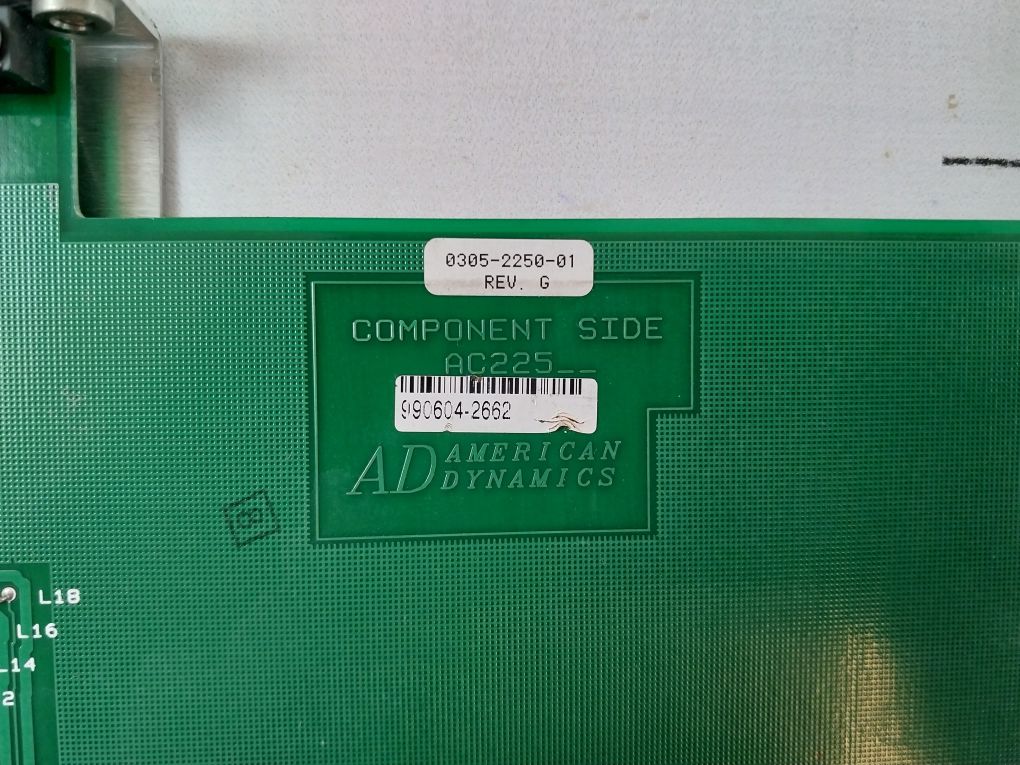 0305-2250-01
REV. G
COMPONENT SIDE
AC225__
990604-2662
AD AMERICAN
DYNAMICS
L18
L16
L14
2